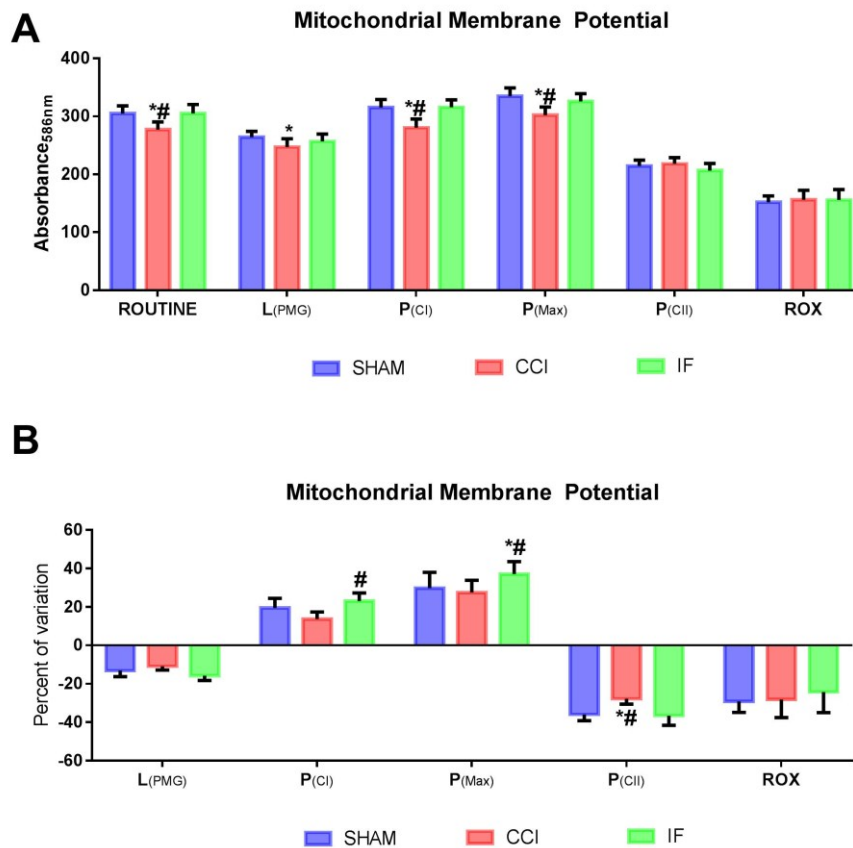 A
Mitochondrial Membrane Potential
Absorbance586nm
400
300
200
100
0
*#
*
*#
*#
ROUTINE L(PMG) P(CI) P(Max) P(CII) ROX
SHAM CCI IF
B
Mitochondrial Membrane Potential
Percent of variation
60
40
20
0
-20
-40
-60
#
*#
*#
L(PMG) P(CI) P(Max) P(CII) ROX
SHAM CCI IF